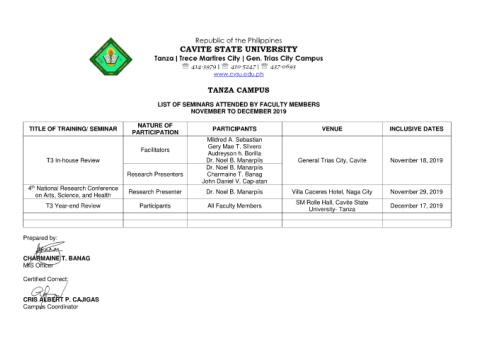 Republic of the Philippines
CAVITE STATE UNIVERSITY
Tanza | Trece Martires City | Gen. Trias City Campus
☏ 414-3979 | ☏ 410-5247 | ☏ 437-0693
www.cvsu.edu.ph
TANZA CAMPUS
LIST OF SEMINARS ATTENDED BY FACULTY MEMBERS
NOVEMBER TO DECEMBER 2019
TITLE OF TRAINING/ SEMINAR
NATURE OF
PARTICIPATION
PARTICIPANTS
VENUE
INCLUSIVE DATES
T3 In-house Review
Facilitators
Mildred A. Sebastian
Gery Mae T. Silvero
Audreyson h. Borilla
Dr. Noel B. Manarpiis
General Trias City, Cavite
November 18, 2019
Research Presenters
Dr. Noel B. Manarpiis
Charmaine T. Banag
John Daniel V. Cap-atan
4th National Research Conference
on Arts, Science, and Health
Research Presenter
Dr. Noel B. Manarpiis
Villa Caceres Hotel, Naga City
November 29, 2019
T3 Year-end Review
Participants
All Faculty Members
SM Rolle Hall, Cavite State
University- Tanza
December 17, 2019
Prepared by:
CHARMAINE T. BANAG
MIS Officer
Certified Correct:
CRIS ALBERT P. CAJIGAS
Campus Coordinator